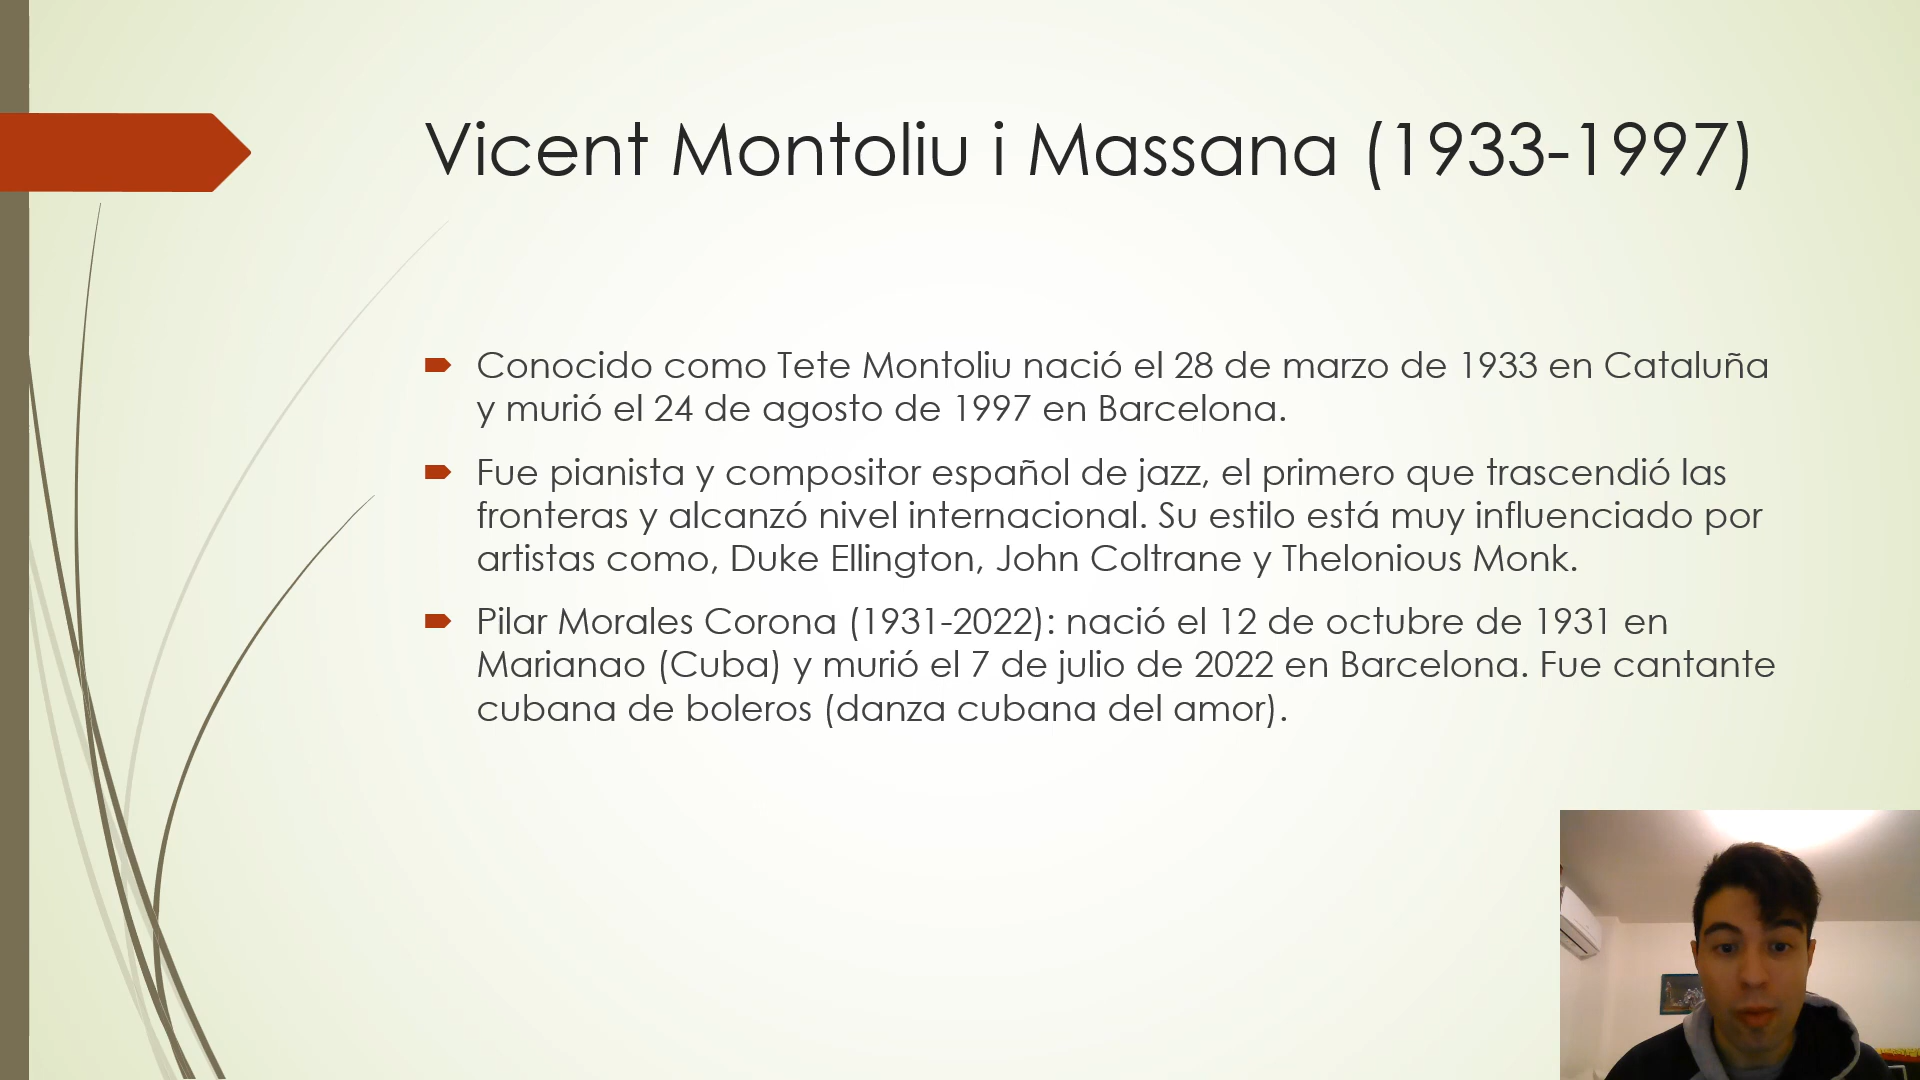 Vicent Montoliu i Massana (1933-1997)
Conocido como Tete Montoliu nació el 28 de marzo de 1933 en Cataluña
y murió el 24 de agosto de 1997 en Barcelona.
Fue pianista y compositor español de jazz, el primero que trascendió las
fronteras y alcanzó nivel internacional. Su estilo está muy influenciado por
artistas como, Duke Ellington, John Coltrane y Thelonious Monk.
Pilar Morales Corona (1931-2022): nació el 12 de octubre de 1931 en
Marianao (Cuba) y murió el 7 de julio de 2022 en Barcelona. Fue cantante
cubana de boleros (danza cubana del amor).